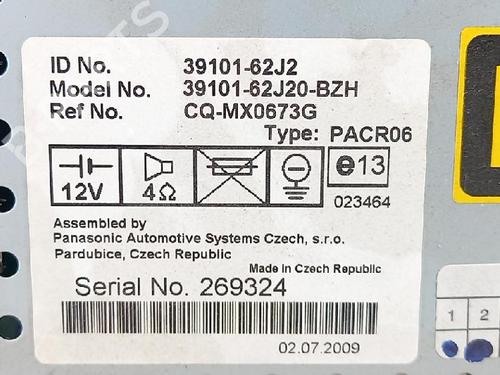 ID No. 39101-62J2
Model No. 39101-62J20-BZH
Ref No. CQ-MX0673G
Type: PACR06
12V 4Ω e13
023464
Assembled by
Panasonic Automotive Systems Czech, s.r.o.
Pardubice, Czech Republic
Made in Czech Republic
Serial No. 269324
02.07.2009
1 2